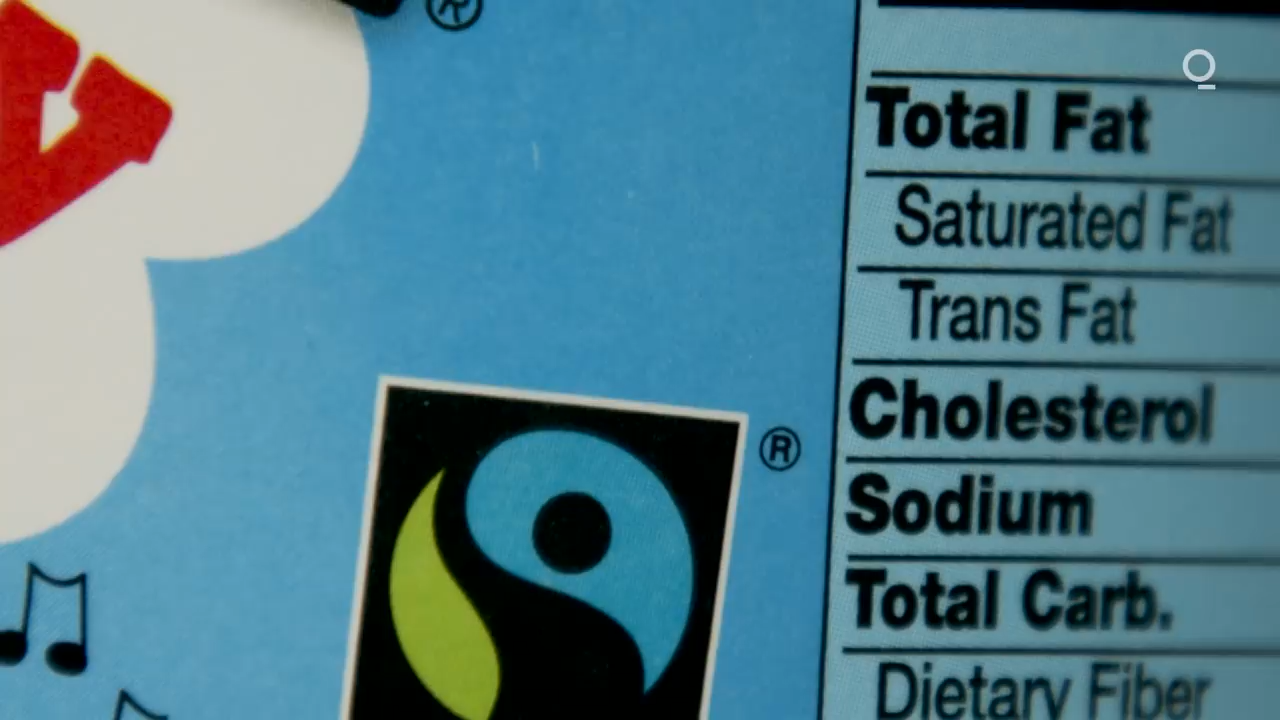 ®
Total Fat
Saturated Fat
Trans Fat
®
Cholesterol
Sodium
Total Carb.
Dietary Fiber